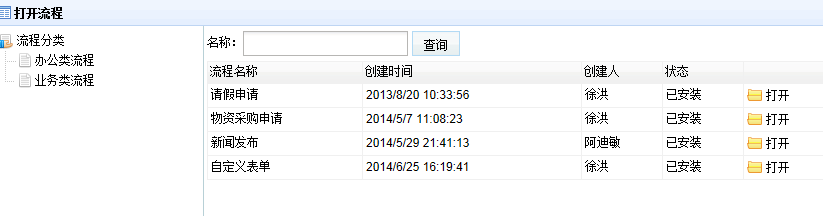 打开流程
流程分类
办公类流程
业务类流程
名称: 查询
流程名称 创建时间 创建人 状态
请假申请 2013/8/20 10:33:56 徐洪 已安装 打开
物资采购申请 2014/5/7 11:08:23 徐洪 已安装 打开
新闻发布 2014/5/29 21:41:13 阿迪敏 已安装 打开
自定义表单 2014/6/25 16:19:41 徐洪 已安装 打开